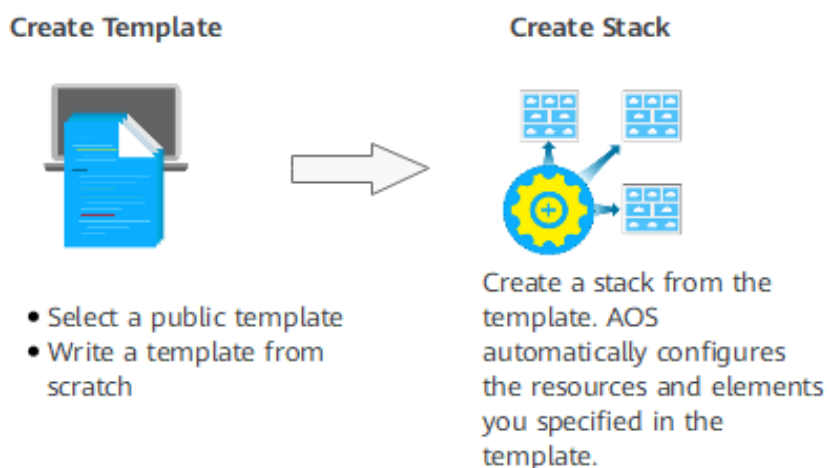 Create Template
Create Stack
• Select a public template
• Write a template from
scratch
Create a stack from the
template. AOS
automatically configures
the resources and elements
you specified in the
template.